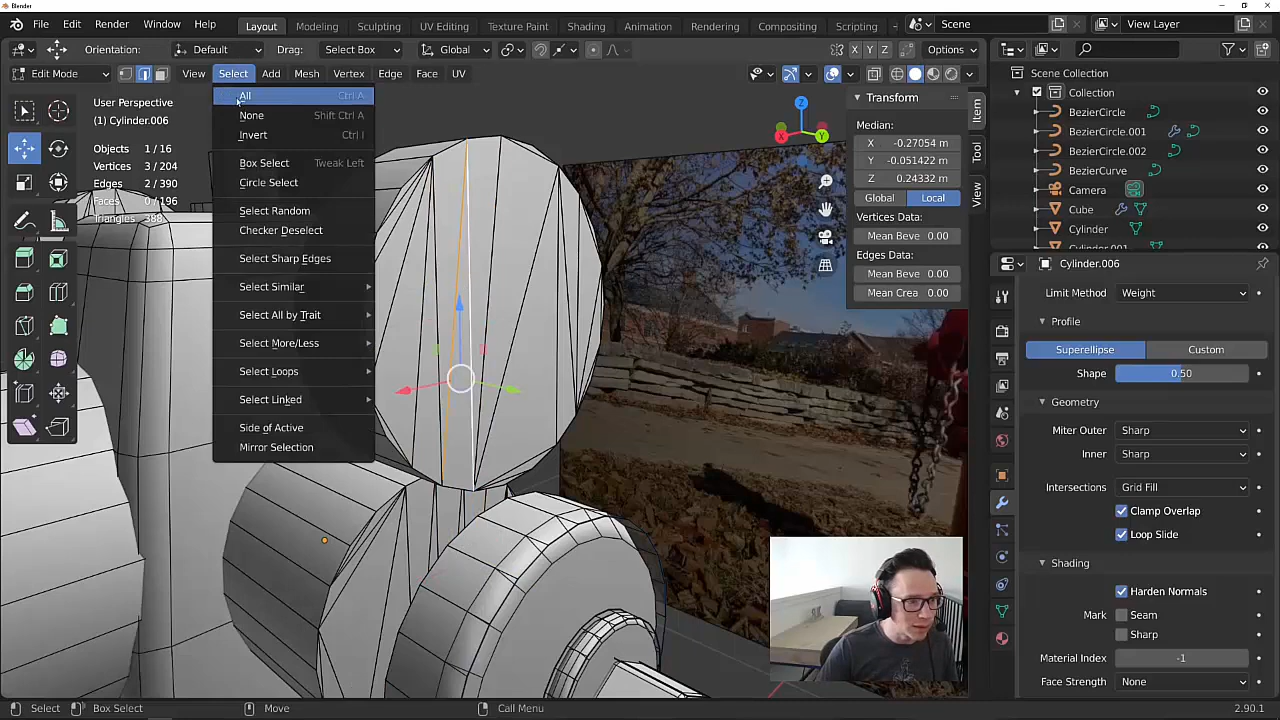 Blender
File Edit Render Window Help Layout Modeling Sculpting UV Editing Texture Paint Shading Animation Rendering Compositing Scripting Scene View Layer
Orientation: Default Drag: Select Box Global Options
Edit Mode View Select Add Mesh Vertex Edge Face UV X Y Z
User Perspective
(1) Cylinder.006
Objects 1 / 16
Vertices 3 / 204
Edges 2 / 390
Faces 0 / 196
Triangles 388
All Ctrl A
None Shift Ctrl A
Invert Ctrl I
Box Select Tweak Left
Circle Select
Select Random
Checker Deselect
Select Sharp Edges
Select Similar
Select All by Trait
Select More/Less
Select Loops
Select Linked
Side of Active
Mirror Selection
Z
X Y
Transform
Median:
X -0.27054 m
Y -0.051422 m
Z 0.24332 m
Global Local
Vertices Data:
Mean Beve 0.00
Edges Data:
Mean Beve 0.00
Mean Crea 0.00
Item
Tool
View
Scene Collection
Collection
BezierCircle
BezierCircle.001
BezierCircle.002
BezierCurve
Camera
Cube
Cylinder
Cylinder.001
Cylinder.006
Limit Method Weight
Profile
Superellipse Custom
Shape 0.50
Geometry
Miter Outer Sharp
Inner Sharp
Intersections Grid Fill
Clamp Overlap
Loop Slide
Shading
Harden Normals
Mark Seam
Sharp
Material Index -1
Face Strength None
Select Box Select Move Call Menu 2.90.1